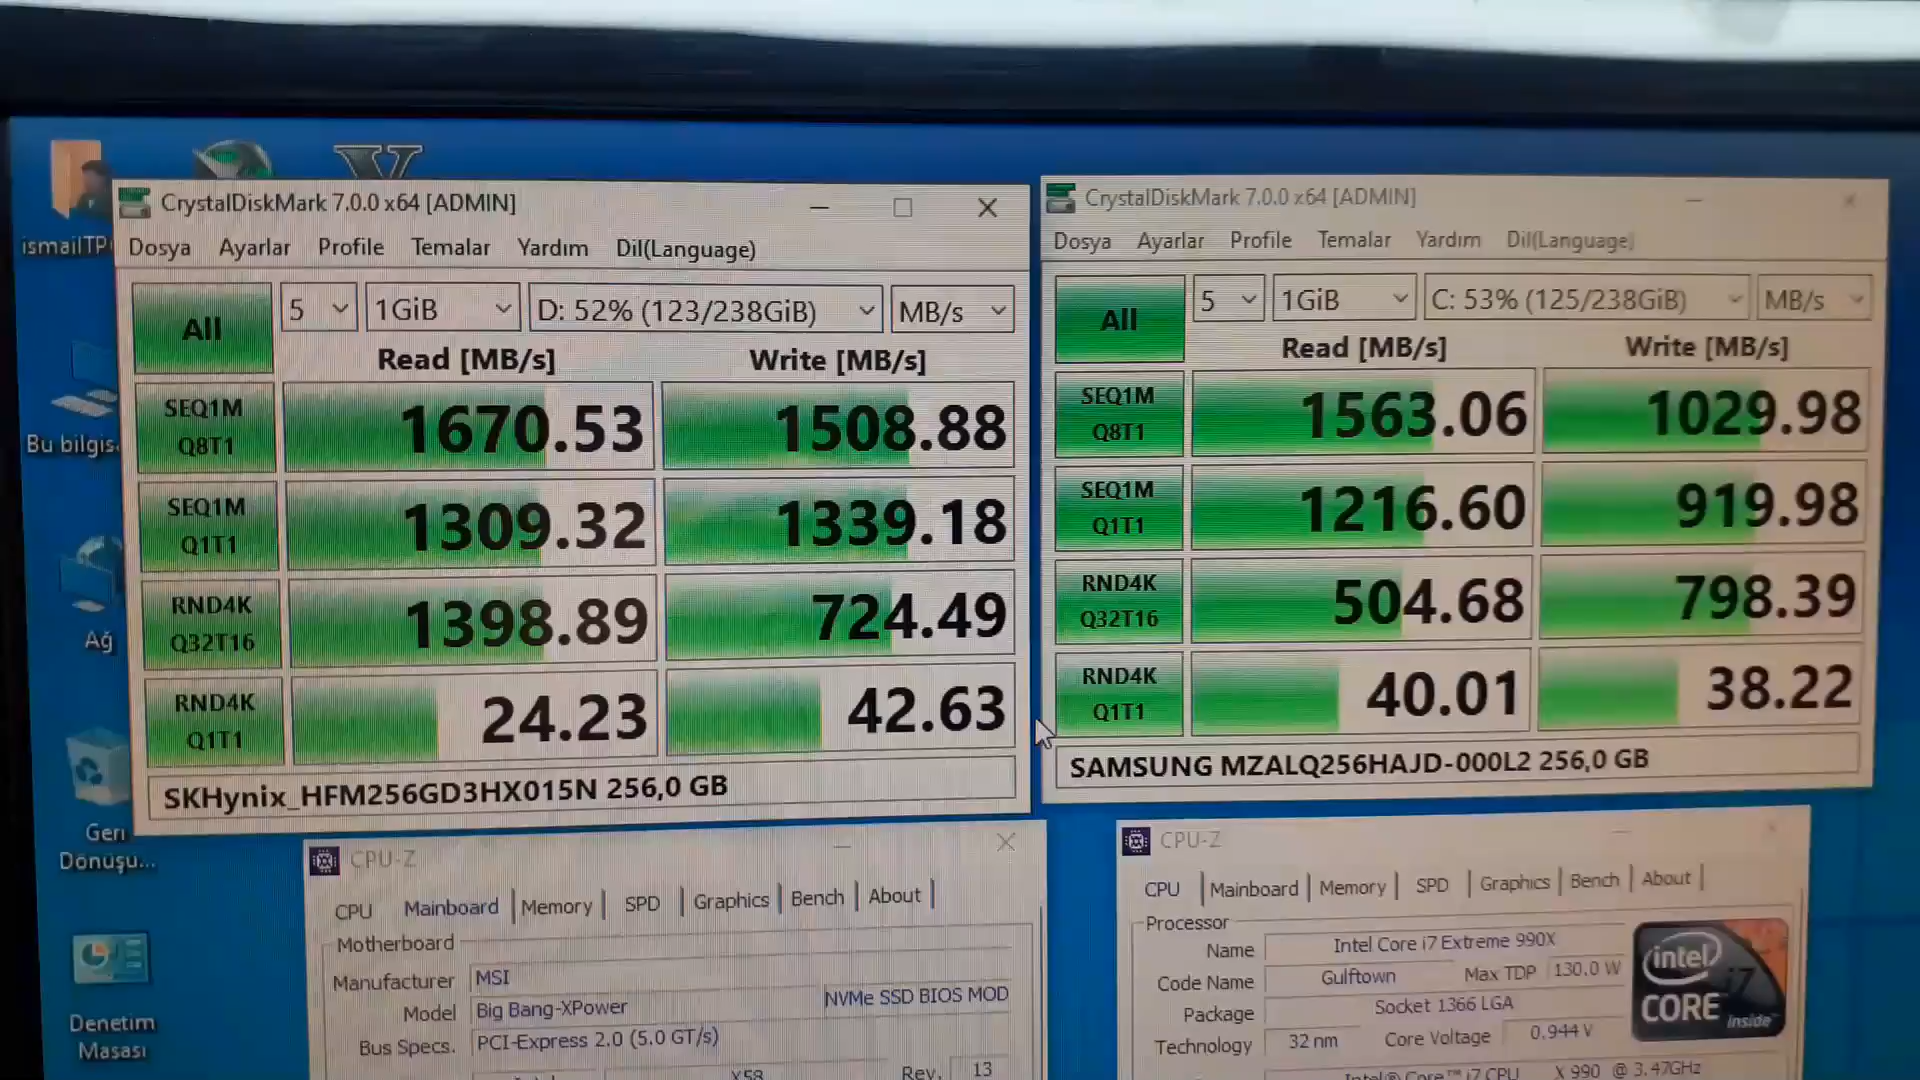 CrystalDiskMark 7.0.0 x64 [ADMIN]
Dosya Ayarlar Profile Temalar Yardım Dil(Language)
All 5 1GiB D: 52% (123/238GiB) MB/s
Read [MB/s] Write [MB/s]
SEQ1M
Q8T1
1670.53 1508.88
SEQ1M
Q1T1
1309.32 1339.18
RND4K
Q32T16
1398.89 724.49
RND4K
Q1T1
24.23 42.63
SKHynix_HFM256GD3HX015N 256,0 GB
CrystalDiskMark 7.0.0 x64 [ADMIN]
Dosya Ayarlar Profile Temalar Yardım Dil(Language)
All 5 1GiB C: 53% (125/238GiB) MB/s
Read [MB/s] Write [MB/s]
SEQ1M
Q8T1
1563.06 1029.98
SEQ1M
Q1T1
1216.60 919.98
RND4K
Q32T16
504.68 798.39
RND4K
Q1T1
40.01 38.22
SAMSUNG MZALQ256HAJD-000L2 256,0 GB
ismailTP
Bu bilgis
Ağ
Geri
Dönüşü...
Denetim
Masası
CPU-Z
CPU Mainboard Memory SPD Graphics Bench About
Motherboard
Manufacturer MSI
Model Big Bang-XPower NVMe SSD BIOS MOD
Bus Specs. PCI-Express 2.0 (5.0 GT/s)
X58 Rev. 13
CPU-Z
CPU Mainboard Memory SPD Graphics Bench About
Processor
Name Intel Core i7 Extreme 990X
Code Name Gulftown Max TDP 130.0 W
Package Socket 1366 LGA
Technology 32 nm Core Voltage 0.944 V
Intel® Core™ i7 CPU X 990 @ 3.47GHz
intel
i7
CORE
inside™